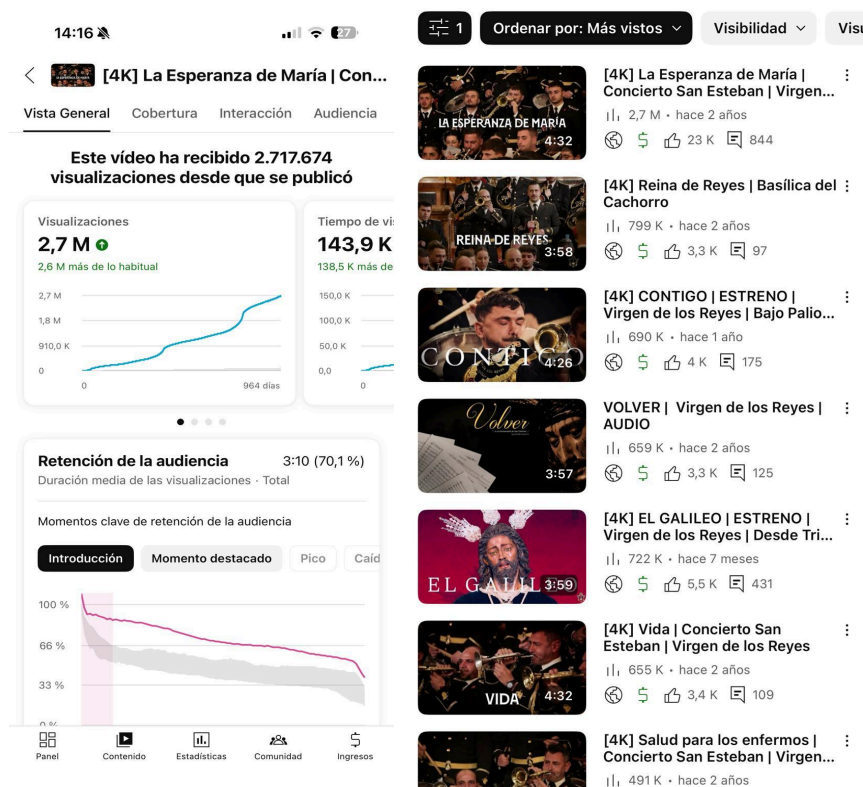 14:16
27
[4K] La Esperanza de María | Con...
Vista General
Cobertura
Interacción
Audiencia
Este vídeo ha recibido 2.717.674
visualizaciones desde que se publicó
Visualizaciones
2,7 M
2,6 M más de lo habitual
2,7 M
1,8 M
910,0 K
0
0
964 días
Tiempo de vi
143,9 K
138,5 K más de
150,0 K
100,0 K
50,0 K
0,0
0
Retención de la audiencia
3:10 (70,1 %)
Duración media de las visualizaciones · Total
Momentos clave de retención de la audiencia
Introducción
Momento destacado
Pico
Caíd
100 %
66 %
33 %
0 %
Panel
Contenido
Estadísticas
Comunidad
Ingresos
1
Ordenar por: Más vistos
Visibilidad
Visu
LA ESPERANZA DE MARÍA
4:32
[4K] La Esperanza de María |
Concierto San Esteban | Virgen...
2,7 M • hace 2 años
23 K
844
REINA DE REYES
3:58
[4K] Reina de Reyes | Basílica del
Cachorro
799 K • hace 2 años
3,3 K
97
CONTIGO
4:26
[4K] CONTIGO | ESTRENO |
Virgen de los Reyes | Bajo Palio...
690 K • hace 1 año
4 K
175
Volver
3:57
VOLVER | Virgen de los Reyes |
AUDIO
659 K • hace 2 años
3,3 K
125
EL GALILEO
3:59
[4K] EL GALILEO | ESTRENO |
Virgen de los Reyes | Desde Tri...
722 K • hace 7 meses
5,5 K
431
VIDA
4:32
[4K] Vida | Concierto San
Esteban | Virgen de los Reyes
655 K • hace 2 años
3,4 K
109
[4K] Salud para los enfermos |
Concierto San Esteban | Virgen...
491 K • hace 2 años